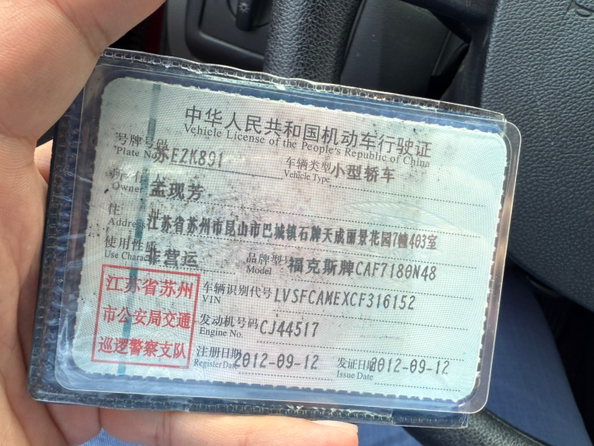 中华人民共和国机动车行驶证
Vehicle License of the People's Republic of China
号牌号码 苏EZK891 车辆类型 小型轿车
Plate No. Vehicle Type
所有人 孟现芳
Owner
住
Address 江苏省苏州市昆山市巴城镇石牌天成丽景花园7幢403室
使用性质 非营运 品牌型号 福克斯牌CAF7180N48
Use Character Model
江苏省苏州
市公安局交通
巡逻警察支队
车辆识别代号 LVSFCAMEXCF316152
VIN
发动机号码 CJ44517
Engine No.
注册日期 2012-09-12 发证日期 2012-09-12
Register Date Issue Date